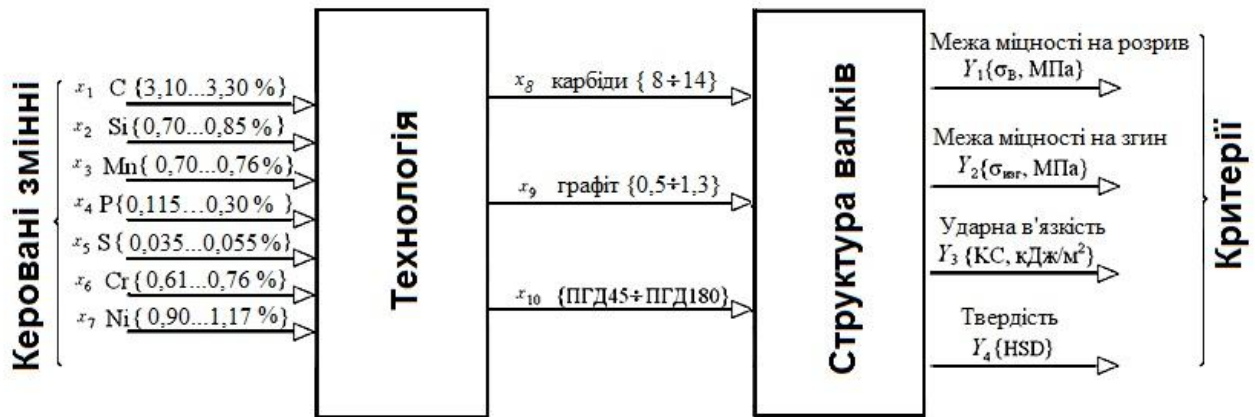 Керовані змінні
x₁ C {3,10...3,30 %}
x₂ Si{0,70...0,85 %}
x₃ Mn{ 0,70...0,76 %}
x₄ P{0,115...0,30 % }
x₅ S{ 0,035...0,055 %}
x₆ Cr{ 0,61...0,76 %}
x₇ Ni{ 0,90...1,17 %}
Технологія
x₈ карбіди { 8÷14}
x₉ графіт {0,5÷1,3}
x₁₀ {ПГД45÷ПГД180}
Структура валків
Межа міцності на розрив
Y₁{σ_В, МПа}
Межа міцності на згин
Y₂{σ_изг, МПа}
Ударна в'язкість
Y₃ {КС, кДж/м²}
Твердість
Y₄{HSD}
Критерії